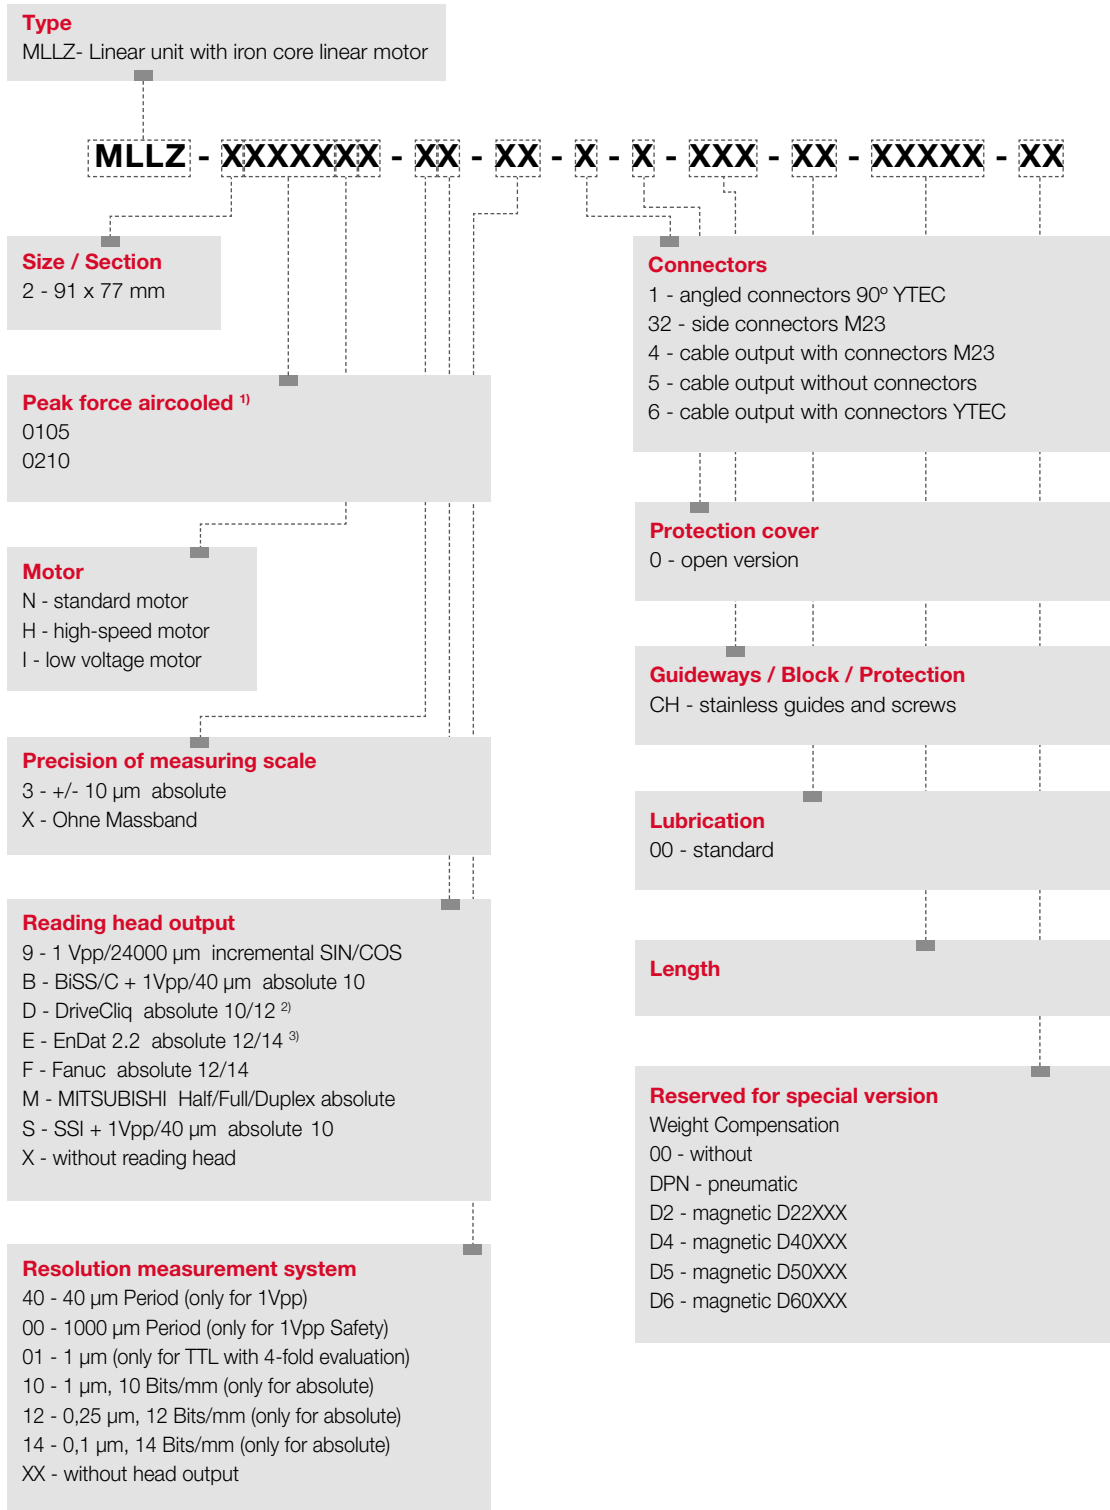 Type
MLLZ- Linear unit with iron core linear motor
MLLZ - XXXXXXX - XX - XX - X - X - XXX - XX - XXXXX - XX
Size / Section
2 - 91 x 77 mm
Peak force aircooled 1)
0105
0210
Motor
N - standard motor
H - high-speed motor
I - low voltage motor
Precision of measuring scale
3 - +/- 10 µm absolute
X - Ohne Massband
Reading head output
9 - 1 Vpp/24000 µm incremental SIN/COS
B - BiSS/C + 1Vpp/40 µm absolute 10
D - DriveCliq absolute 10/12 2)
E - EnDat 2.2 absolute 12/14 3)
F - Fanuc absolute 12/14
M - MITSUBISHI Half/Full/Duplex absolute
S - SSI + 1Vpp/40 µm absolute 10
X - without reading head
Resolution measurement system
40 - 40 µm Period (only for 1Vpp)
00 - 1000 µm Period (only for 1Vpp Safety)
01 - 1 µm (only for TTL with 4-fold evaluation)
10 - 1 µm, 10 Bits/mm (only for absolute)
12 - 0,25 µm, 12 Bits/mm (only for absolute)
14 - 0,1 µm, 14 Bits/mm (only for absolute)
XX - without head output
Connectors
1 - angled connectors 90º YTEC
32 - side connectors M23
4 - cable output with connectors M23
5 - cable output without connectors
6 - cable output with connectors YTEC
Protection cover
0 - open version
Guideways / Block / Protection
CH - stainless guides and screws
Lubrication
00 - standard
Length
Reserved for special version
Weight Compensation
00 - without
DPN - pneumatic
D2 - magnetic D22XXX
D4 - magnetic D40XXX
D5 - magnetic D50XXX
D6 - magnetic D60XXX